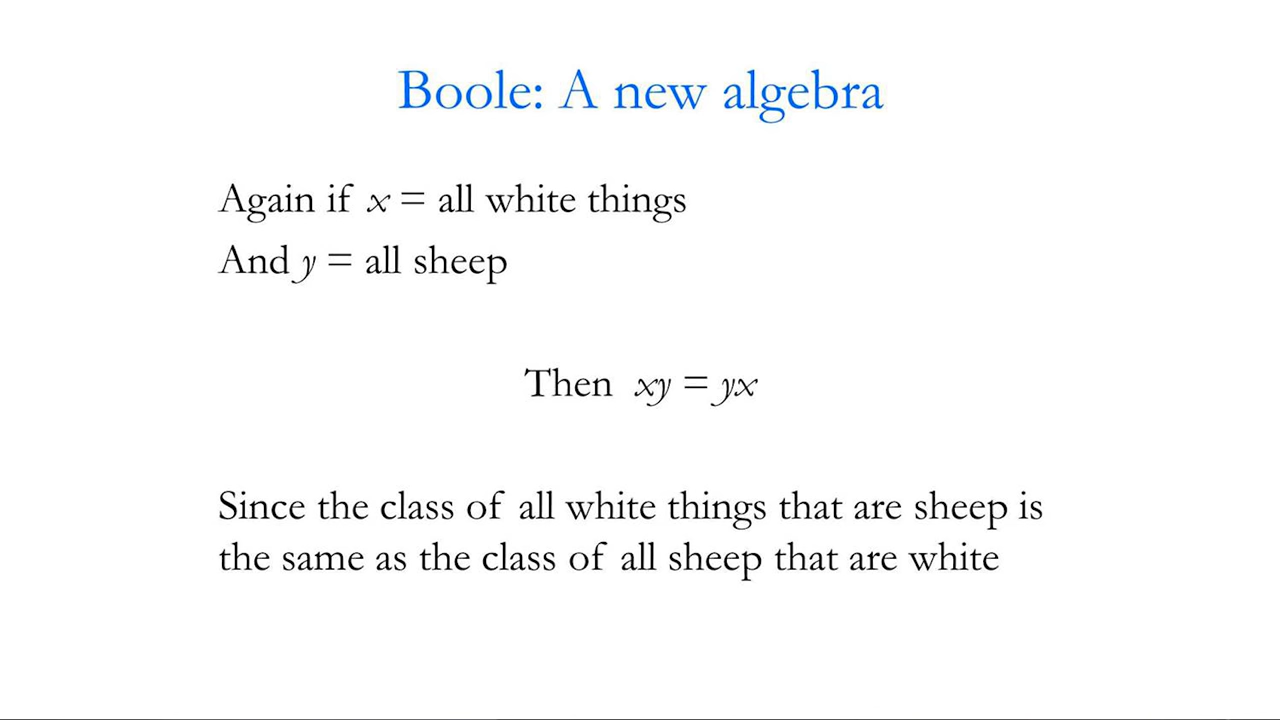 Boole: A new algebra
Again if x = all white things
And y = all sheep
Then xy = yx
Since the class of all white things that are sheep is
the same as the class of all sheep that are white